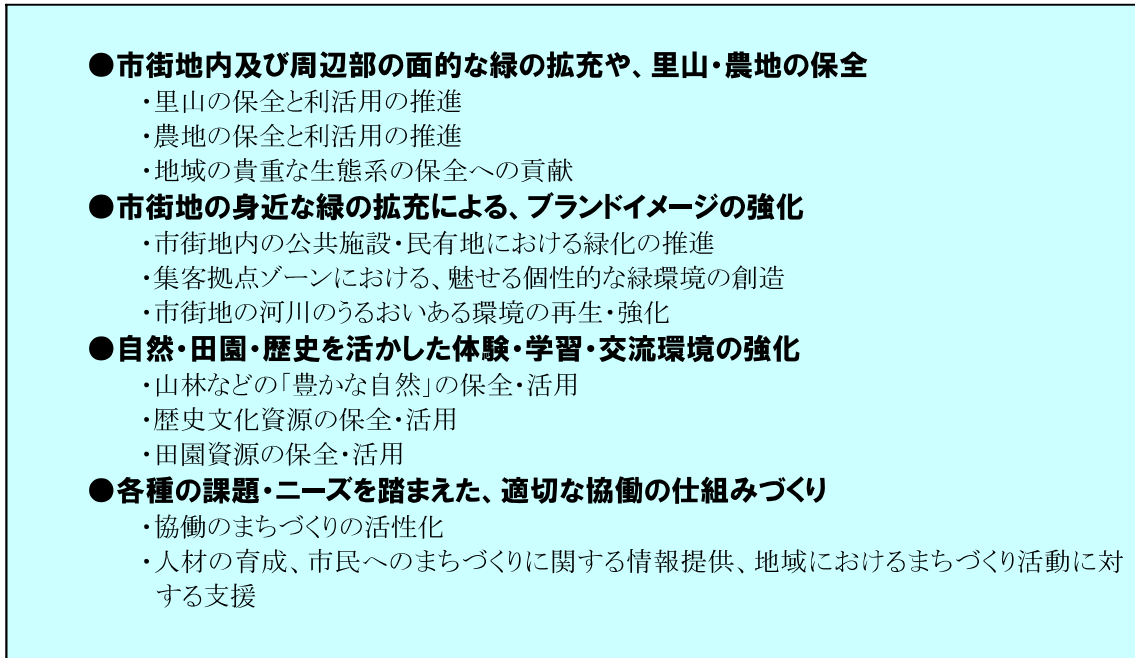 ●市街地内及び周辺部の面的な緑の拡充や、里山・農地の保全
・里山の保全と利活用の推進
・農地の保全と利活用の推進
・地域の貴重な生態系の保全への貢献
●市街地の身近な緑の拡充による、ブランドイメージの強化
・市街地内の公共施設・民有地における緑化の推進
・集客拠点ゾーンにおける、魅せる個性的な緑環境の創造
・市街地の河川のうるおいある環境の再生・強化
●自然・田園・歴史を活かした体験・学習・交流環境の強化
・山林などの「豊かな自然」の保全・活用
・歴史文化資源の保全・活用
・田園資源の保全・活用
●各種の課題・ニーズを踏まえた、適切な協働の仕組みづくり
・協働のまちづくりの活性化
・人材の育成、市民へのまちづくりに関する情報提供、地域におけるまちづくり活動に対
する支援